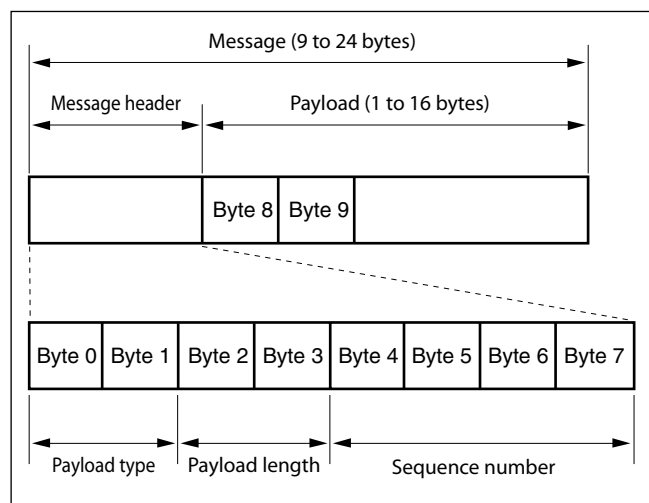 Message (9 to 24 bytes)
Message header
Payload (1 to 16 bytes)
Byte 8
Byte 9
Byte 0
Byte 1
Byte 2
Byte 3
Byte 4
Byte 5
Byte 6
Byte 7
Payload type
Payload length
Sequence number